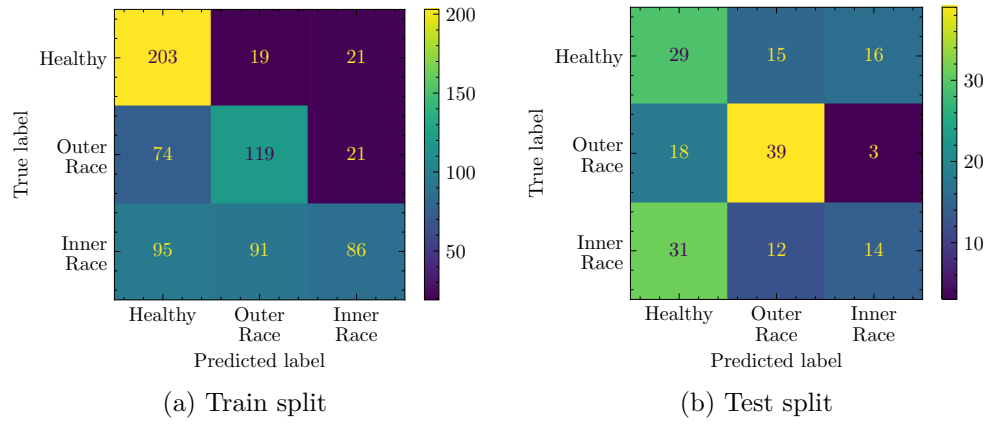 Healthy
Outer
Race
Inner
Race
True label
203 19 21
74 119 21
95 91 86
Healthy Outer Race Inner Race
Predicted label
200
150
100
50
(a) Train split
Healthy
Outer
Race
Inner
Race
True label
29 15 16
18 39 3
31 12 14
Healthy Outer Race Inner Race
Predicted label
30
20
10
(b) Test split